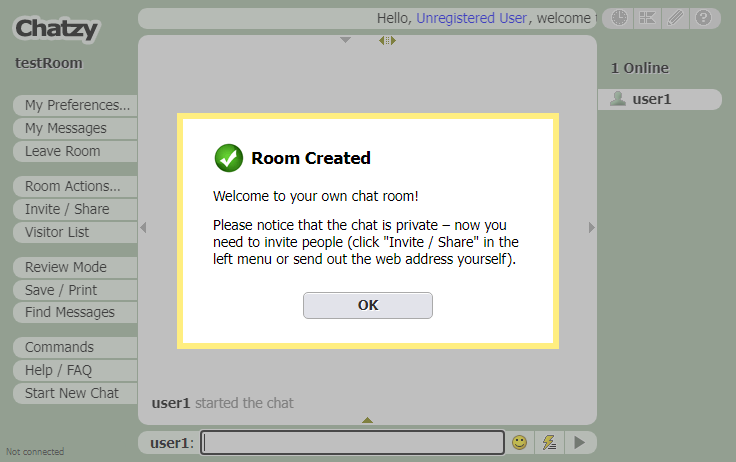 Chatzy
Hello, Unregistered User, welcome
testRoom
1 Online
user1
My Preferences...
My Messages
Leave Room
Room Actions...
Invite / Share
Visitor List
Review Mode
Save / Print
Find Messages
Commands
Help / FAQ
Start New Chat
Room Created
Welcome to your own chat room!
Please notice that the chat is private – now you
need to invite people (click "Invite / Share" in the
left menu or send out the web address yourself).
OK
user1 started the chat
user1:
Not connected